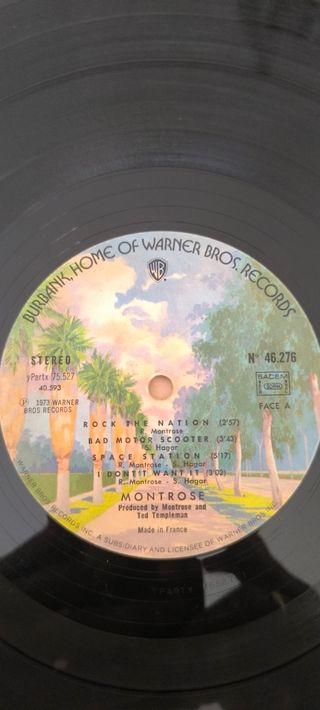 BURBANK, HOME OF WARNER BROS. RECORDS
WB
STEREO
yPartx 75.527
40.593
Ⓟ 1973 WARNER
BROS RECORDS
N° 46.276
SACEM
FACE A
ROCK THE NATION (2'57)
R. Montrose
BAD MOTOR SCOOTER (3'43)
S. Hagar
SPACE STATION (5'17)
R. Montrose - S. Hagar
I DONT IT WANT IT (3'02)
R. Montrose - S. Hagar
MONTROSE
Produced by Montrose and
Ted Templeman
Made in France
WARNER BROS. RECORDS INC. A SUBSIDIARY AND LICENSEE OF WARNER BROS. INC.